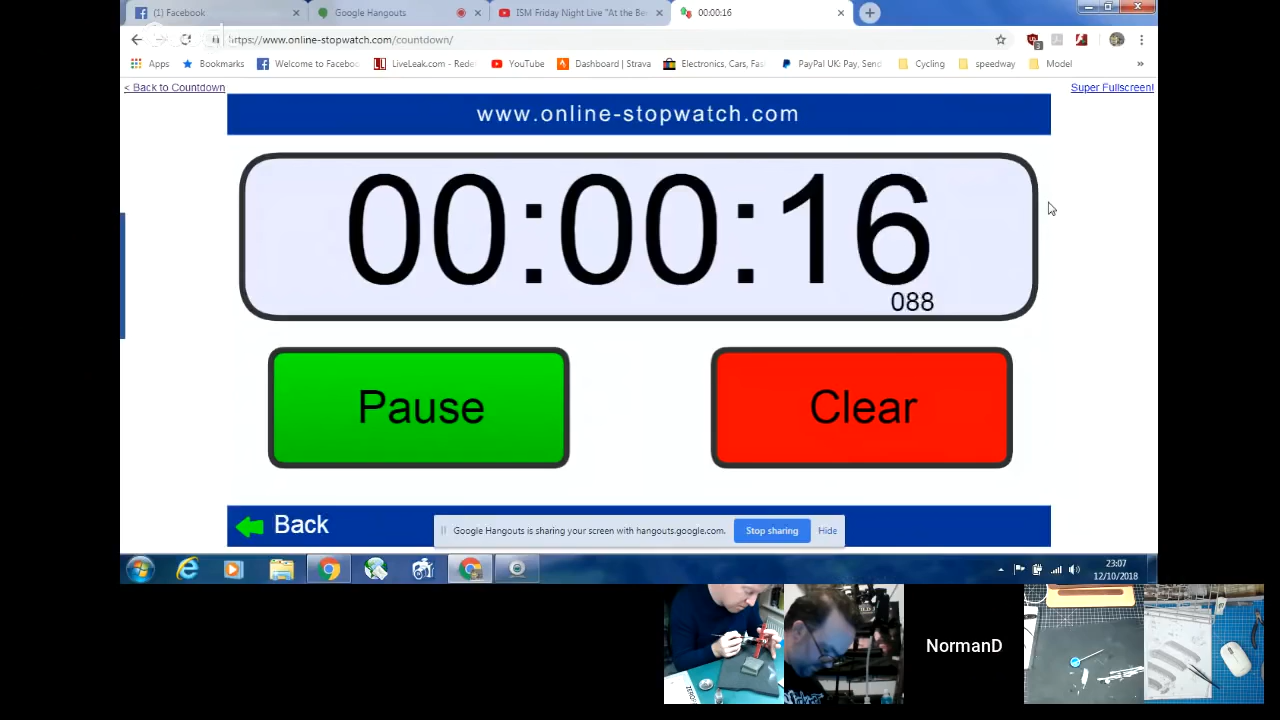 (1) Facebook
Google Hangouts
ISM Friday Night Live "At the Be
00:00:16
https://www.online-stopwatch.com/countdown/
Apps
Bookmarks
Welcome to Faceboo
LiveLeak.com - Rede
YouTube
Dashboard | Strava
Electronics, Cars, Fas
PayPal UK: Pay, Send
Cycling
speedway
Model
»
< Back to Countdown
Super Fullscreen!
www.online-stopwatch.com
00:00:16
088
Pause
Clear
Back
Google Hangouts is sharing your screen with hangouts.google.com.
Stop sharing
Hide
23:07
12/10/2018
NormanD